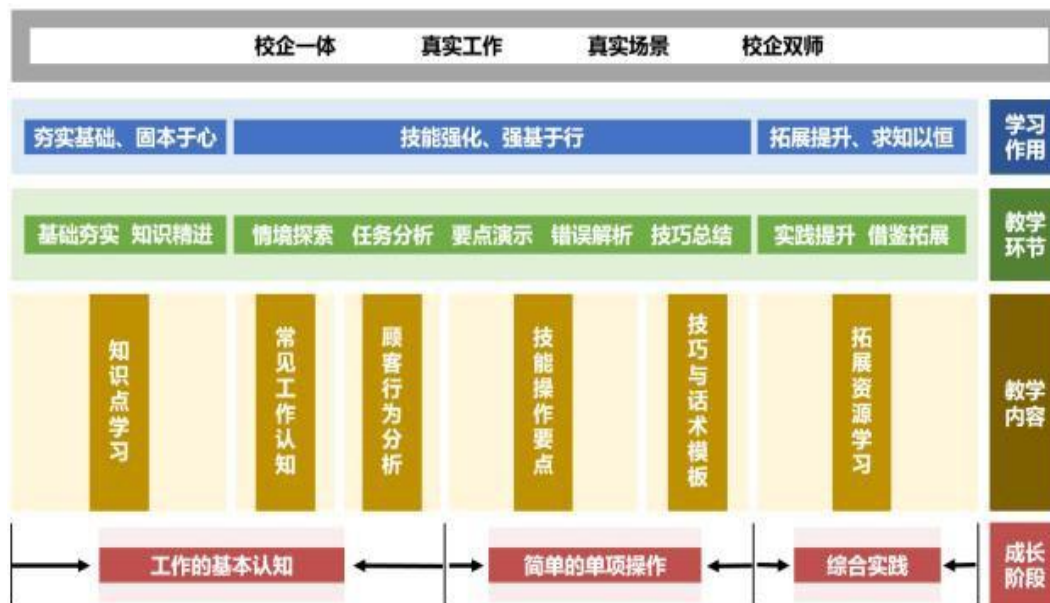 校企一体 真实工作 真实场景 校企双师
夯实基础、固本于心 技能强化、强基于行 拓展提升、求知以恒
学习
作用
基础夯实 知识精进 情境探索 任务分析 要点演示 错误解析 技巧总结 实践提升 借鉴拓展
教学
环节
知识点学习
常见工作认知
顾客行为分析
技能操作要点
技巧与话术模板
拓展资源学习
教学
内容
工作的基本认知 简单的单项操作 综合实践
成长
阶段